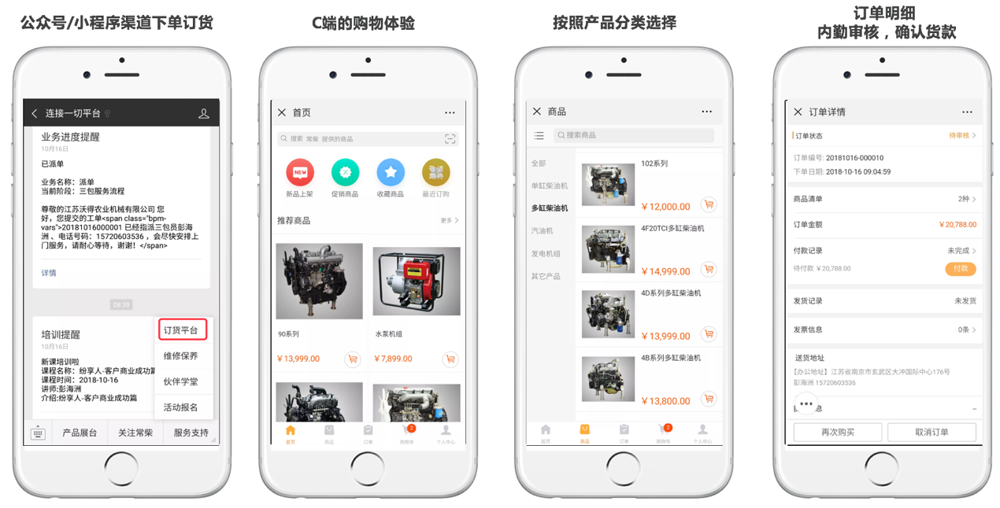 公众号/小程序渠道下单订货
连接一切平台
业务进度提醒
10月16日
已派单
业务名称：派单
当前阶段：三包服务流程
尊敬的江苏沃得农业机械有限公司 您
好，您提交的工单<span class="bpm-
vars">20181016000001 已经指派三包员彭海
洲 、电话号码：15720603536 ，会尽快安排上
门服务，请耐心等待，谢谢！</span>
详情
08:39
培训提醒
10月16日
新课培训啦
课程名称：纷享人-客户商业成功篇
课程时间：2018-10-16
讲师:彭海洲
介绍:纷享人-客户商业成功篇
订货平台
维修保养
伙伴学堂
活动报名
产品展台
关注常柴
服务支持
C端的购物体验
首页
搜索 常柴 提供的商品
NEW
敬请
期待
新品上架
促销商品
收藏商品
最近订购
推荐商品
更多
90系列
水泵机组
￥13,999.00
￥7,899.00
2
首页
商品
订单
购物车
个人中心
按照产品分类选择
商品
搜索商品
全部
单缸柴油机
多缸柴油机
汽油机
发电机组
其它产品
102系列
￥12,000.00
4F20TCI多缸柴油机
￥14,999.00
4D系列多缸柴油机
￥13,999.00
4B系列多缸柴油机
￥13,800.00
2
首页
商品
订单
购物车
个人中心
订单明细
内勤审核，确认货款
订单详情
订单状态
待审核
订单编号: 20181016-000010
下单日期: 2018-10-16 09:04:59
商品清单
2种
订单金额
￥20,788.00
付款记录
未完成
待付款 ￥20,788.00
付款
发货记录
未发货
发票信息
0条
送货地址
【办公地址】江苏省南京市玄武区大冲国际中心176号
彭海洲 15720603536
息
--
再次购买
取消订单